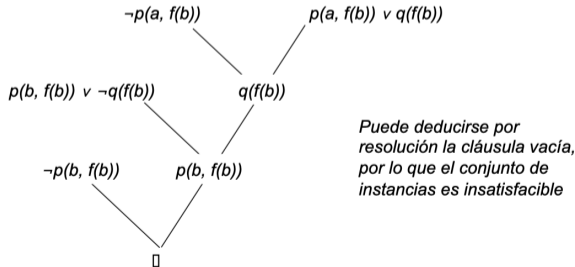 ¬p(a, f(b)) p(a, f(b)) v q(f(b))
p(b, f(b)) v ¬q(f(b)) q(f(b))
Puede deducirse por
resolución la cláusula vacía,
por lo que el conjunto de
instancias es insatisfacible
¬p(b, f(b)) p(b, f(b))
▯